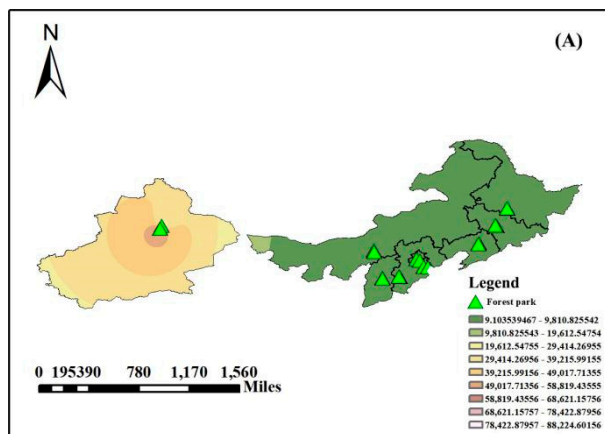 N
(A)
Legend
Forest park
9.103539467 - 9,810.825542
9,810.825543 - 19,612.54754
19,612.54755 - 29,414.26955
29,414.26956 - 39,215.99155
39,215.99156 - 49,017.71355
49,017.71356 - 58,819.43555
58,819.43556 - 68,621.15756
68,621.15757 - 78,422.87956
78,422.87957 - 88,224.60156
0 195390 780 1,170 1,560
Miles